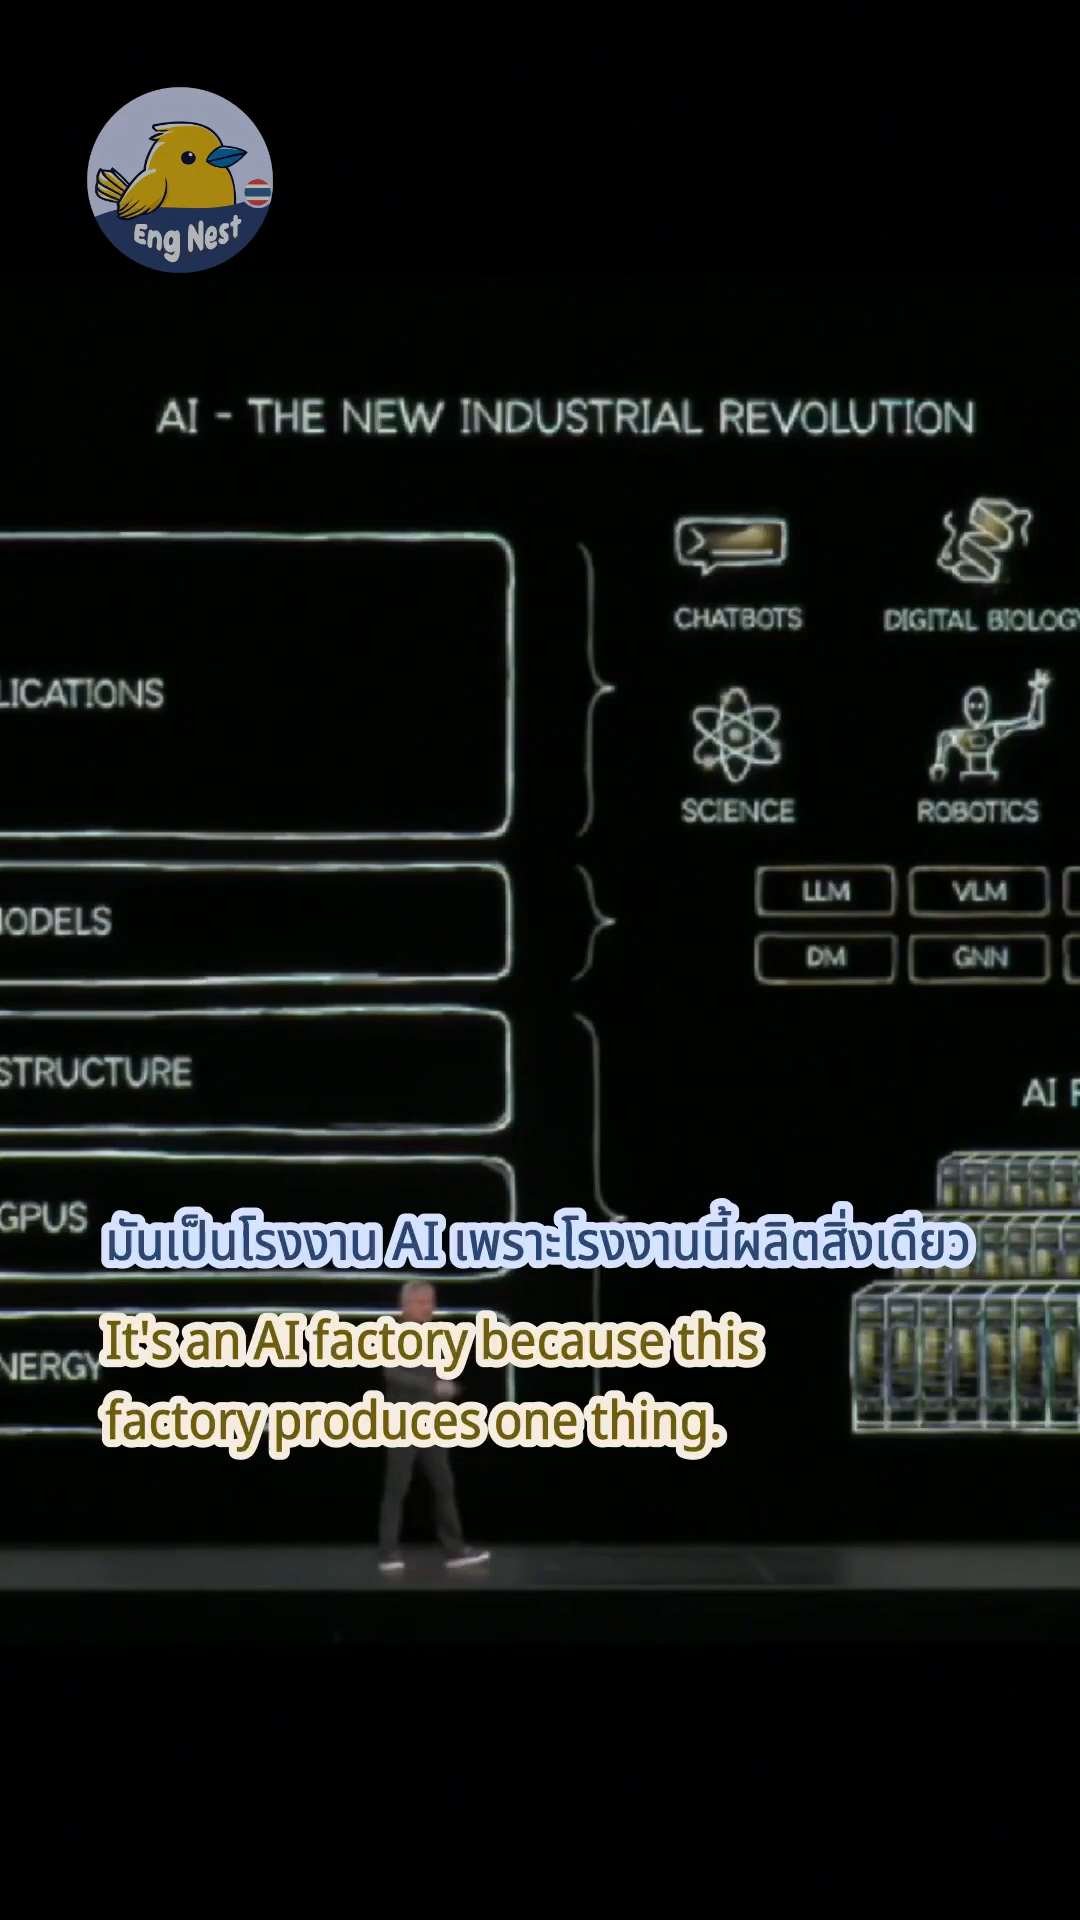 Eng Nest
AI - THE NEW INDUSTRIAL REVOLUTION
CHATBOTS
DIGITAL BIOLOGY
LICATIONS
SCIENCE
ROBOTICS
LLM
VLM
ODELS
DM
GNN
STRUCTURE
AI F
GPUS
มันเป็นโรงงาน AI เพราะโรงงานนี้ผลิตสิ่งเดียว
It's an AI factory because this
NERGY
factory produces one thing.